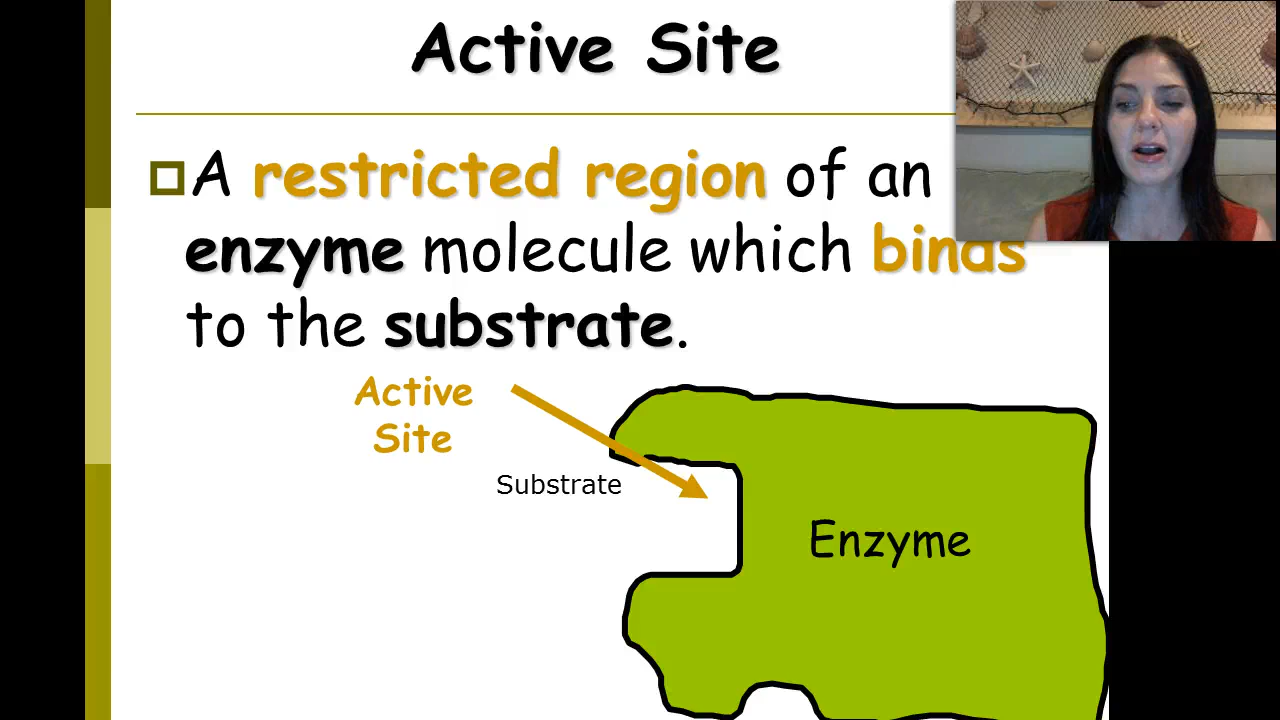 Active Site
A restricted region of an
enzyme molecule which binds
to the substrate.
Active
Site
Substrate
Enzyme